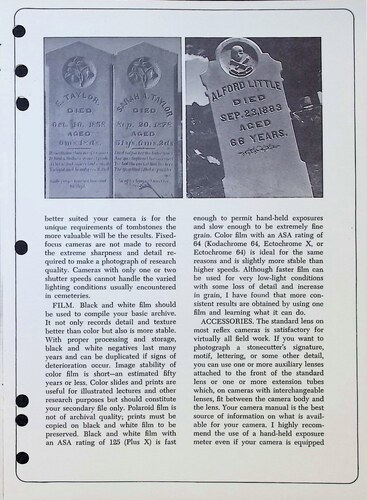 TAYLOR
DIED
AGED
SARAH A. TAYLOR
DIED
Sep. 20,
AGED
ALFORD LITTLE
DIED
SEP. 23, 1883
AGED
66 YEARS.
better suited your camera is for the
unique requirements of tombstones the
more valuable will be the results. Fixed-
focus cameras are not made to record
the extreme sharpness and detail re-
quired to make a photograph of research
quality. Cameras with only one or two
shutter speeds cannot handle the varied
lighting conditions usually encountered
in cemeteries.
FILM. Black and white film should
be used to compile your basic archive.
It not only records detail and texture
better than color but also is more stable.
With proper processing and storage,
black and white negatives last many
years and can be duplicated if signs of
deterioration occur. Image stability of
color film is short—an estimated fifty
years or less. Color slides and prints are
useful for illustrated lectures and other
research purposes but should constitute
your secondary file only. Polaroid film is
not of archival quality; prints must be
copied on black and white film to be
preserved. Black and white film with
an ASA rating of 125 (Plus X) is fast
enough to permit hand-held exposures
and slow enough to be extremely fine
grain. Color film with an ASA rating of
64 (Kodachrome 64, Ectochrome X, or
Ectochrome 64) is ideal for the same
reasons and is slightly more stable than
higher speeds. Although faster film can
be used for very low-light conditions
with some loss of detail and increase
in grain, I have found that more con-
sistent results are obtained by using one
film and learning what it can do.
ACCESSORIES. The standard lens on
most reflex cameras is satisfactory for
virtually all field work. If you want to
photograph a stonecutter's signature,
motif, lettering, or some other detail,
you can use one or more auxiliary lenses
attached to the front of the standard
lens or one or more extension tubes
which, on cameras with interchangeable
lenses, fit between the camera body and
the lens. Your camera manual is the best
source of information on what is avail-
able for your camera. I highly recom-
mend the use of a hand-held exposure
meter even if your camera is equipped